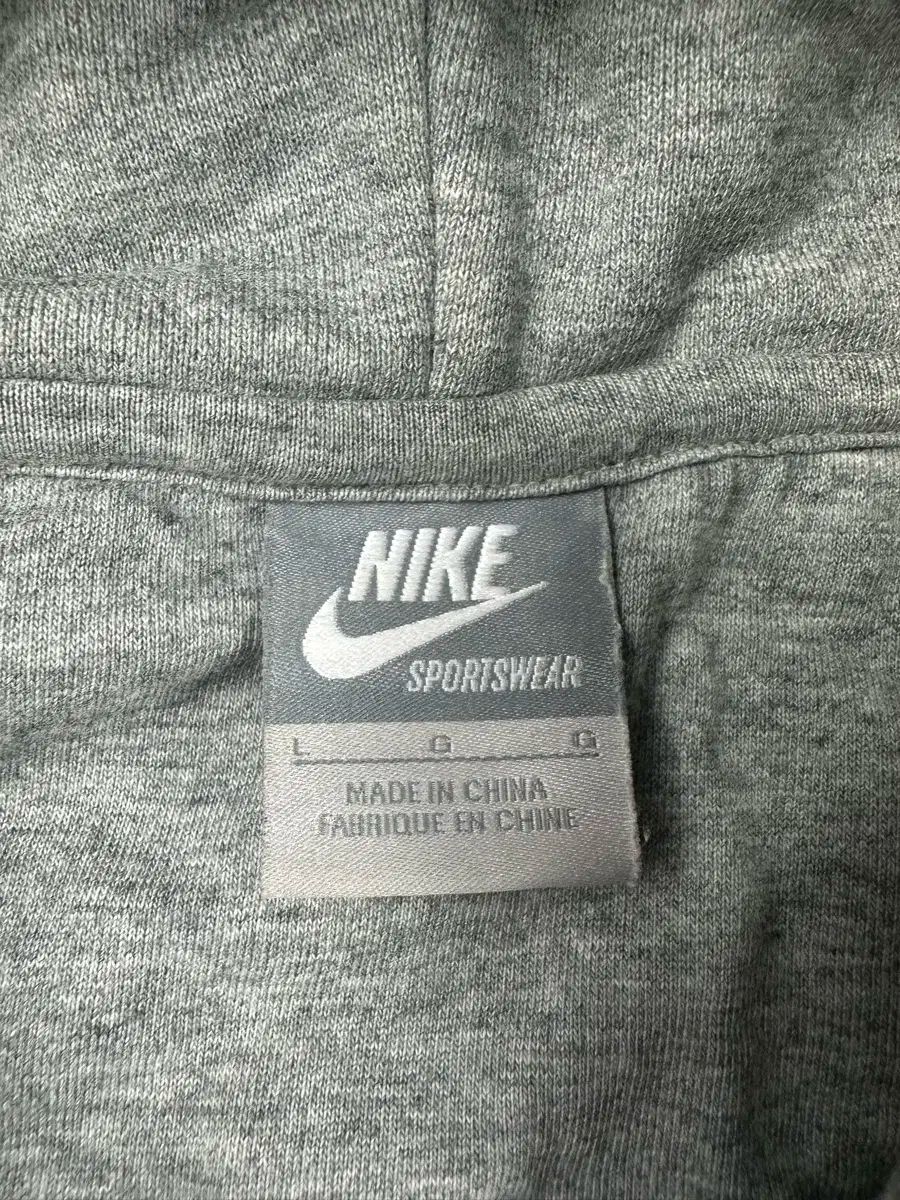 NIKE
SPORTSWEAR
L G G
MADE IN CHINA
FABRIQUE EN CHINE